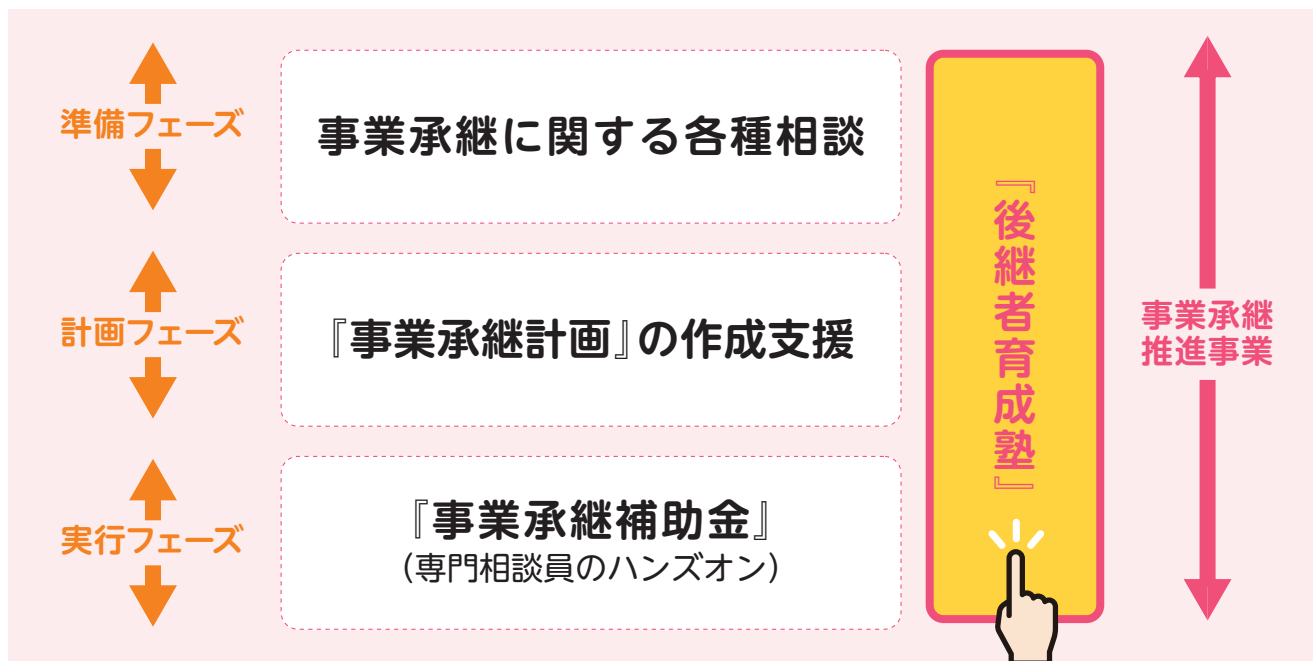 準備フェーズ
事業承継に関する各種相談
計画フェーズ
『事業承継計画』の作成支援
実行フェーズ
『事業承継補助金』
（専門相談員のハンズオン）
『後継者育成塾』
事業承継
推進事業